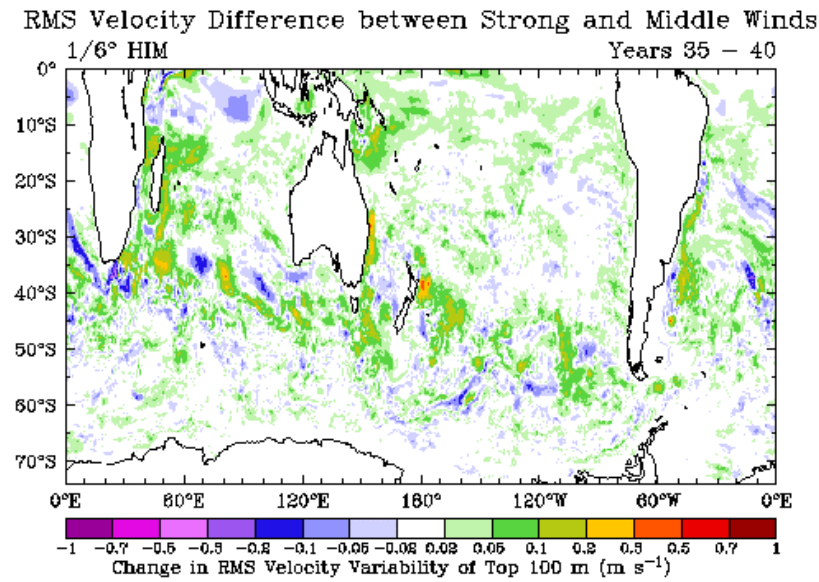 RMS Velocity Difference between Strong and Middle Winds
1/6° HIM Years 35 – 40
0°
10°S
20°S
30°S
40°S
50°S
60°S
70°S
0°E 60°E 120°E 180° 120°W 60°W 0°E
-1 -0.7 -0.5 -0.3 -0.2 -0.1 -0.05 -0.02 0.02 0.05 0.1 0.2 0.3 0.5 0.7 1
Change in RMS Velocity Variability of Top 100 m (m s⁻¹)